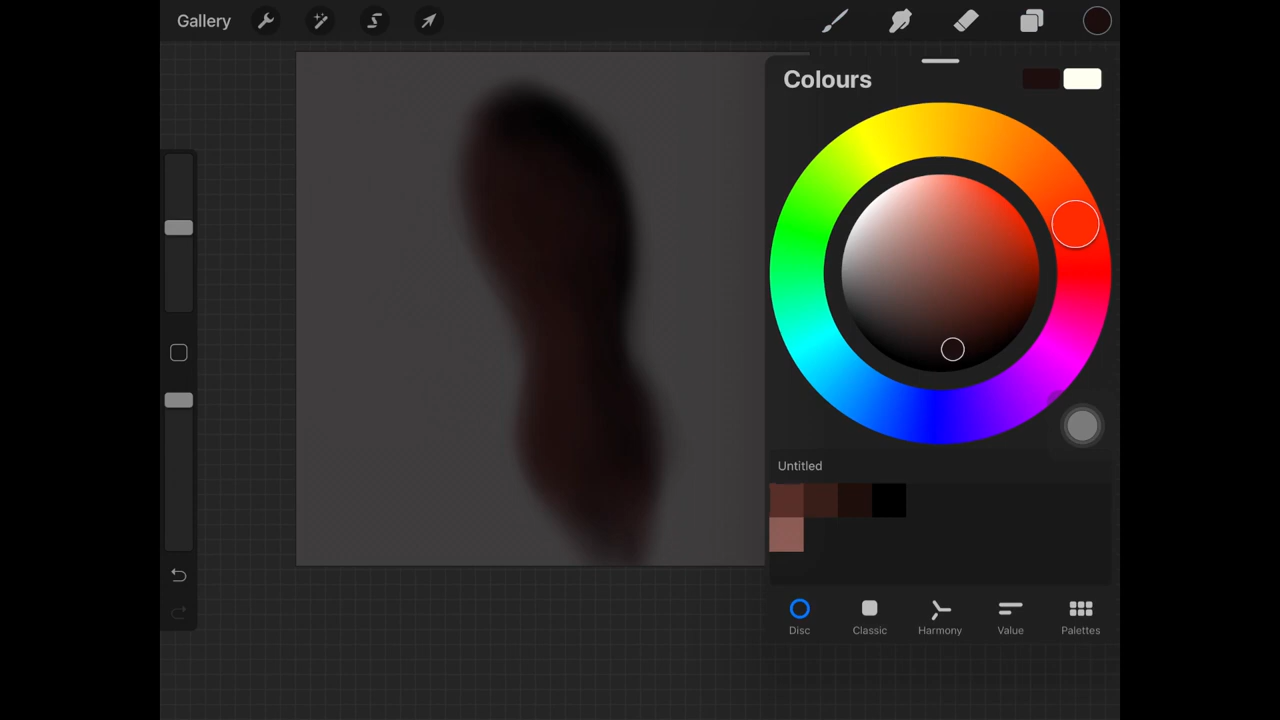 Gallery
Colours
Untitled
Disc
Classic
Harmony
Value
Palettes